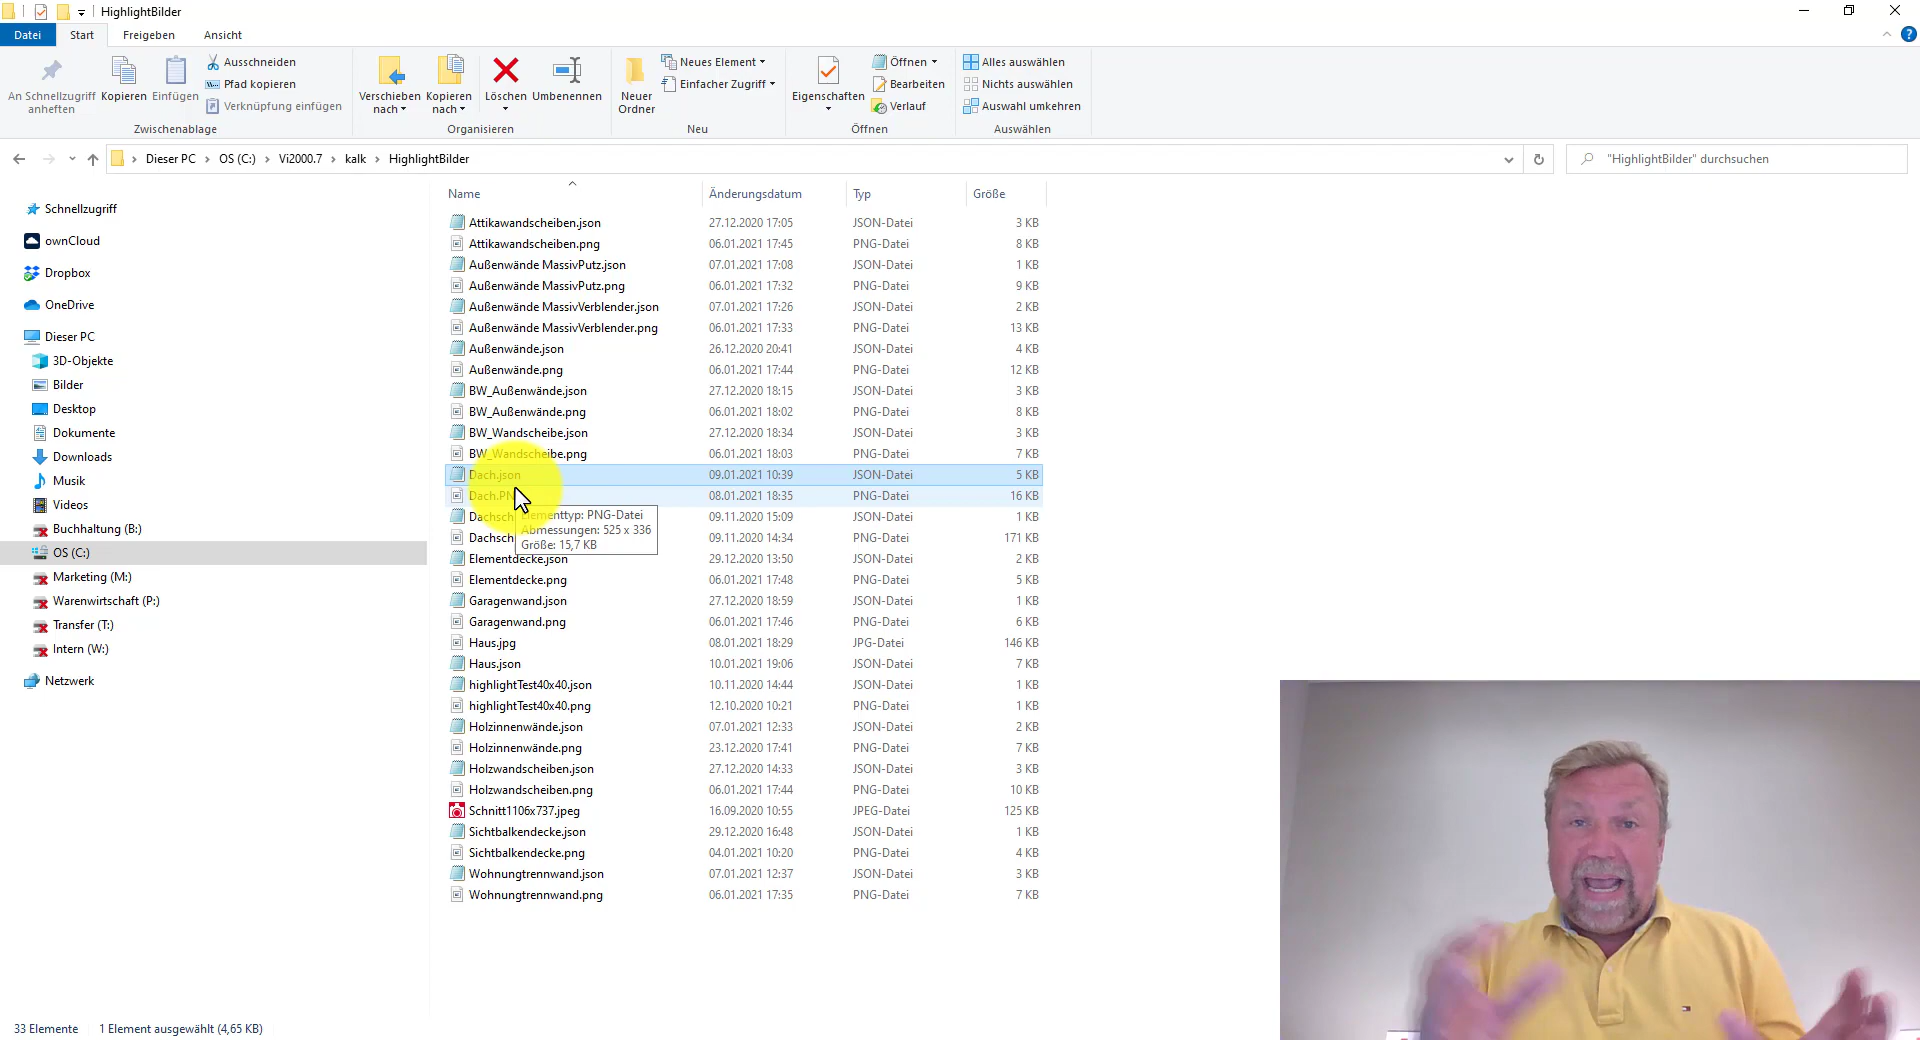 HighlightBilder
Datei Start Freigeben Ansicht
An Schnellzugriff anheften
Kopieren
Einfügen
Ausschneiden
Pfad kopieren
Verknüpfung einfügen
Zwischenablage
Verschieben nach
Kopieren nach
Löschen
Umbenennen
Organisieren
Neuer Ordner
Neues Element
Einfacher Zugriff
Neu
Eigenschaften
Öffnen
Bearbeiten
Verlauf
Öffnen
Alles auswählen
Nichts auswählen
Auswahl umkehren
Auswählen
Dieser PC OS (C:) Vi2000.7 kalk HighlightBilder
"HighlightBilder" durchsuchen
Schnellzugriff
ownCloud
Dropbox
OneDrive
Dieser PC
3D-Objekte
Bilder
Desktop
Dokumente
Downloads
Musik
Videos
Buchhaltung (B:)
OS (C:)
Marketing (M:)
Warenwirtschaft (P:)
Transfer (T:)
Intern (W:)
Netzwerk
Name Änderungsdatum Typ Größe
Attikawandscheiben.json 27.12.2020 17:05 JSON-Datei 3 KB
Attikawandscheiben.png 06.01.2021 17:45 PNG-Datei 8 KB
Außenwände MassivPutz.json 07.01.2021 17:08 JSON-Datei 1 KB
Außenwände MassivPutz.png 06.01.2021 17:32 PNG-Datei 9 KB
Außenwände MassivVerblender.json 07.01.2021 17:26 JSON-Datei 2 KB
Außenwände MassivVerblender.png 06.01.2021 17:33 PNG-Datei 13 KB
Außenwände.json 26.12.2020 20:41 JSON-Datei 4 KB
Außenwände.png 06.01.2021 17:44 PNG-Datei 12 KB
BW_Außenwände.json 27.12.2020 18:15 JSON-Datei 3 KB
BW_Außenwände.png 06.01.2021 18:02 PNG-Datei 8 KB
BW_Wandscheibe.json 27.12.2020 18:34 JSON-Datei 3 KB
BW_Wandscheibe.png 06.01.2021 18:03 PNG-Datei 7 KB
Dach.json 09.01.2021 10:39 JSON-Datei 5 KB
Dach.PN 08.01.2021 18:35 PNG-Datei 16 KB
Dachsch 09.11.2020 15:09 JSON-Datei 1 KB
Dachsch 09.11.2020 14:34 PNG-Datei 171 KB
Elementtyp: PNG-Datei
Abmessungen: 525 x 336
Größe: 15,7 KB
Elementdecke.json 29.12.2020 13:50 JSON-Datei 2 KB
Elementdecke.png 06.01.2021 17:48 PNG-Datei 5 KB
Garagenwand.json 27.12.2020 18:59 JSON-Datei 1 KB
Garagenwand.png 06.01.2021 17:46 PNG-Datei 6 KB
Haus.jpg 08.01.2021 18:29 JPG-Datei 146 KB
Haus.json 10.01.2021 19:06 JSON-Datei 7 KB
highlightTest40x40.json 10.11.2020 14:44 JSON-Datei 1 KB
highlightTest40x40.png 12.10.2020 10:21 PNG-Datei 1 KB
Holzinnenwände.json 07.01.2021 12:33 JSON-Datei 2 KB
Holzinnenwände.png 23.12.2020 17:41 PNG-Datei 7 KB
Holzwandscheiben.json 27.12.2020 14:33 JSON-Datei 3 KB
Holzwandscheiben.png 06.01.2021 17:44 PNG-Datei 10 KB
Schnitt1106x737.jpeg 16.09.2020 10:55 JPEG-Datei 125 KB
Sichtbalkendecke.json 29.12.2020 16:48 JSON-Datei 1 KB
Sichtbalkendecke.png 04.01.2021 10:20 PNG-Datei 4 KB
Wohnungtrennwand.json 07.01.2021 12:37 JSON-Datei 3 KB
Wohnungtrennwand.png 06.01.2021 17:35 PNG-Datei 7 KB
33 Elemente 1 Element ausgewählt (4,65 KB)